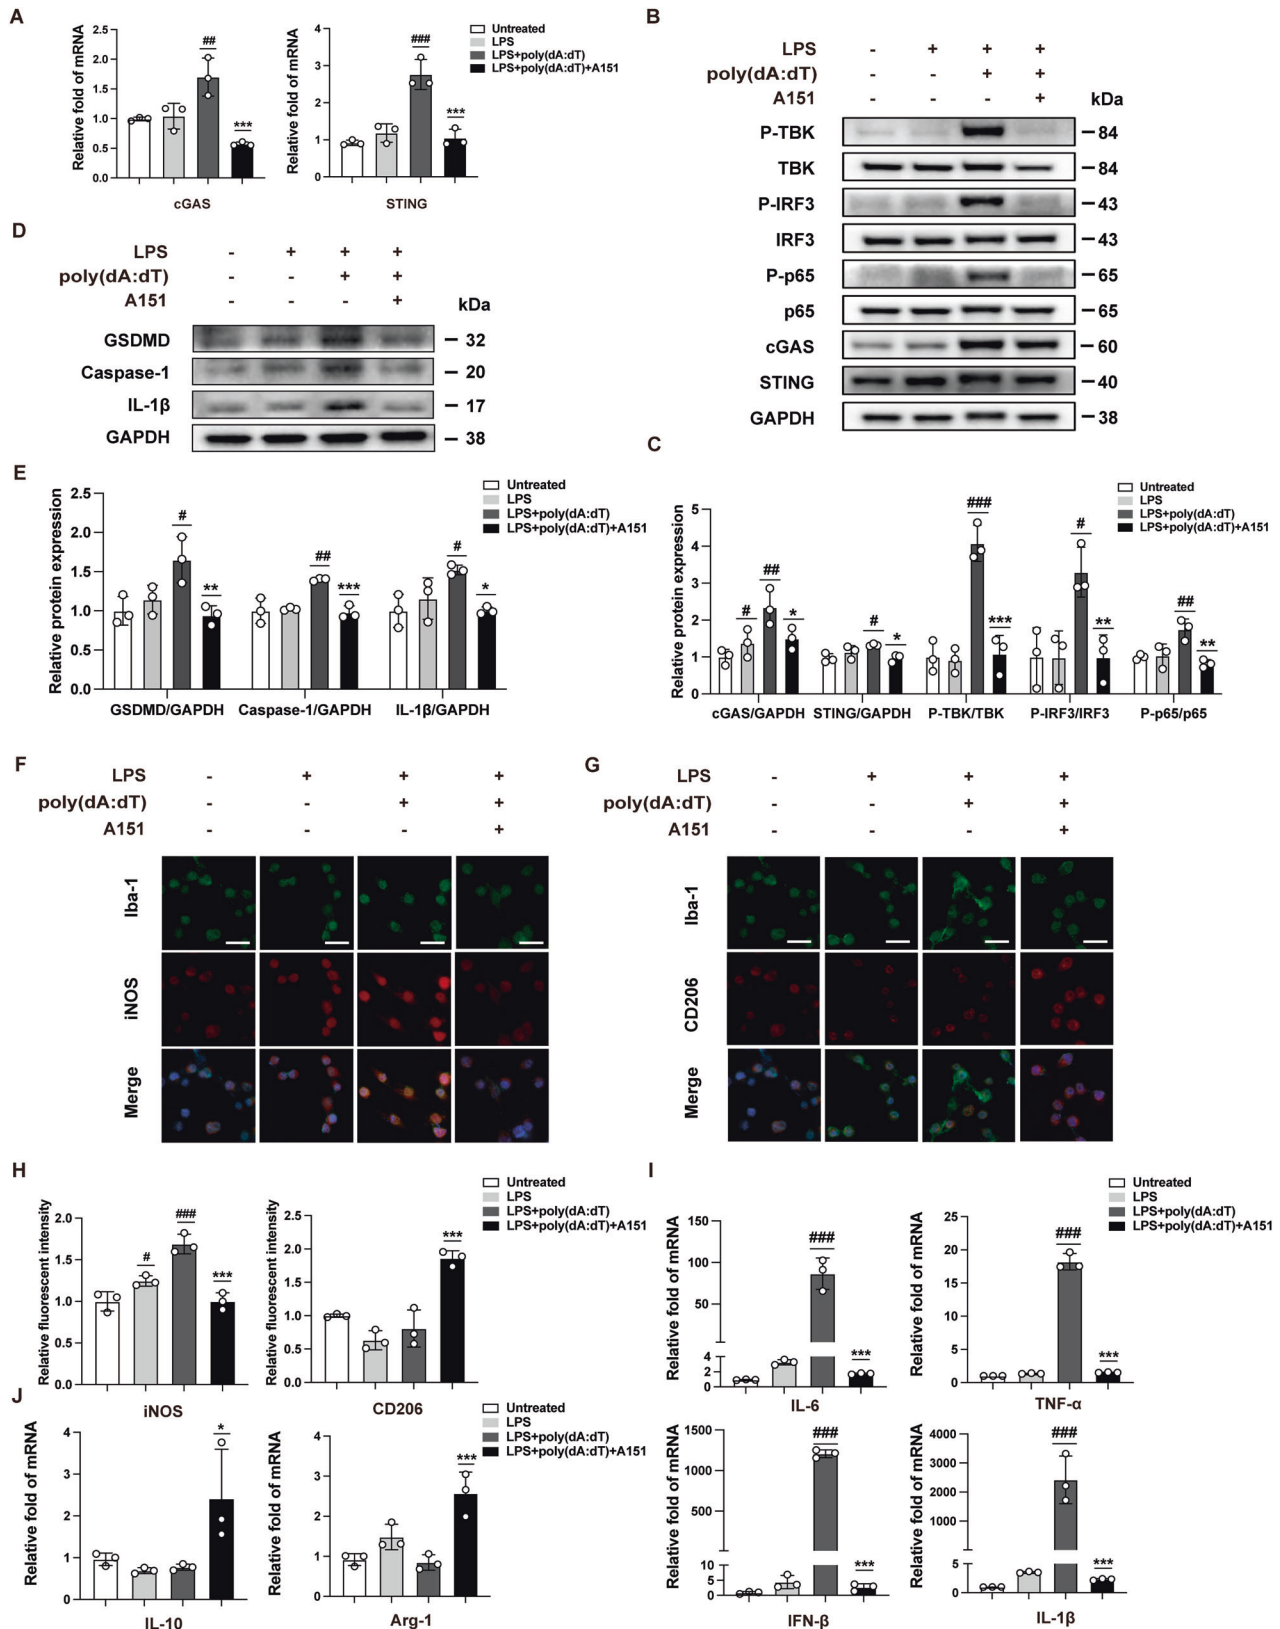 A
Relative fold of mRNA
2.5
2.0
1.5
1.0
0.5
0.0
##
***
cGAS
Relative fold of mRNA
4
3
2
1
0
###
***
STING
Untreated
LPS
LPS+poly(dA:dT)
LPS+poly(dA:dT)+A151
B
LPS - + + +
poly(dA:dT) - - + +
A151 - - - + kDa
P-TBK 84
TBK 84
P-IRF3 43
IRF3 43
P-p65 65
p65 65
cGAS 60
STING 40
GAPDH 38
D
LPS - + + +
poly(dA:dT) - - + +
A151 - - - + kDa
GSDMD 32
Caspase-1 20
IL-1β 17
GAPDH 38
E
Relative protein expression
2.5
2.0
1.5
1.0
0.5
0.0
# ** ## *** # *
GSDMD/GAPDH Caspase-1/GAPDH IL-1β/GAPDH
Untreated
LPS
LPS+poly(dA:dT)
LPS+poly(dA:dT)+A151
C
Relative protein expression
5
4
3
2
1
0
# ## * # * ### *** # ** ## **
cGAS/GAPDH STING/GAPDH P-TBK/TBK P-IRF3/IRF3 P-p65/p65
Untreated
LPS
LPS+poly(dA:dT)
LPS+poly(dA:dT)+A151
F
LPS - + + +
poly(dA:dT) - - + +
A151 - - - +
Iba-1
iNOS
Merge
G
LPS - + + +
poly(dA:dT) - - + +
A151 - - - +
Iba-1
CD206
Merge
H
Relative fluorescent intensity
2.0
1.5
1.0
0.5
0.0
# ### ***
iNOS
Relative fluorescent intensity
2.5
2.0
1.5
1.0
0.5
0.0
***
CD206
Untreated
LPS
LPS+poly(dA:dT)
LPS+poly(dA:dT)+A151
I
Relative fold of mRNA
150
100
50
4
2
0
### ***
IL-6
Relative fold of mRNA
25
20
15
10
5
0
### ***
TNF-α
Untreated
LPS
LPS+poly(dA:dT)
LPS+poly(dA:dT)+A151
Relative fold of mRNA
1500
1000
500
10
5
0
### ***
IFN-β
Relative fold of mRNA
4000
3000
2000
1000
5
0
### ***
IL-1β
J
Relative fold of mRNA
4
3
2
1
0
*
IL-10
Relative fold of mRNA
4
3
2
1
0
***
Arg-1
Untreated
LPS
LPS+poly(dA:dT)
LPS+poly(dA:dT)+A151